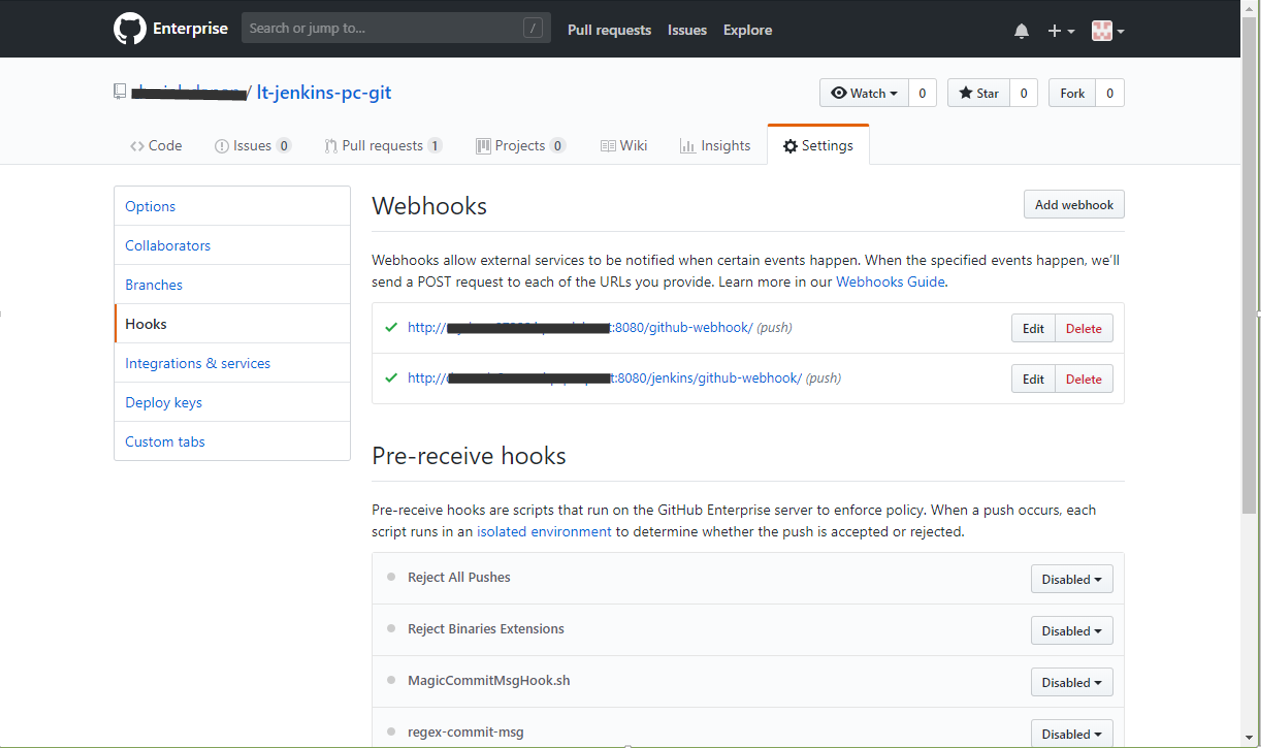 Enterprise
Search or jump to...
/
Pull requests
Issues
Explore
/ lt-jenkins-pc-git
Watch 0
Star 0
Fork 0
Code
Issues 0
Pull requests 1
Projects 0
Wiki
Insights
Settings
Options
Collaborators
Branches
Hooks
Integrations & services
Deploy keys
Custom tabs
Webhooks
Add webhook
Webhooks allow external services to be notified when certain events happen. When the specified events happen, we'll
send a POST request to each of the URLs you provide. Learn more in our Webhooks Guide.
http:// t:8080/github-webhook/ (push)
Edit
Delete
http:// t:8080/jenkins/github-webhook/ (push)
Edit
Delete
Pre-receive hooks
Pre-receive hooks are scripts that run on the GitHub Enterprise server to enforce policy. When a push occurs, each
script runs in an isolated environment to determine whether the push is accepted or rejected.
Reject All Pushes
Disabled
Reject Binaries Extensions
Disabled
MagicCommitMsgHook.sh
Disabled
regex-commit-msg
Disabled